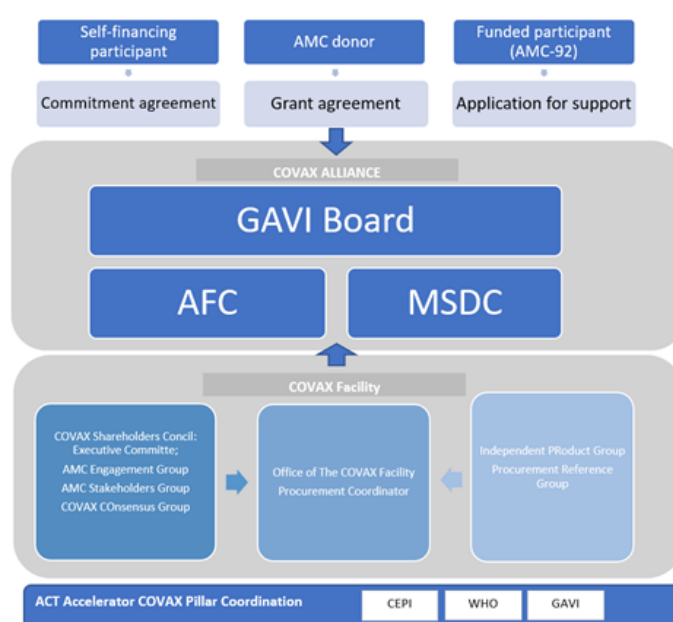 Self-financing
participant
AMC donor
Funded participant
(AMC-92)
Commitment agreement
Grant agreement
Application for support
COVAX ALLIANCE
GAVI Board
AFC
MSDC
COVAX Facility
COVAX Shareholders Concil:
Executive Committe;
AMC Engagement Group
AMC Stakeholders Group
COVAX COnsensus Group
Office of The COVAX Facility
Procurement Coordinator
Independent PRoduct Group
Procurement Reference
Group
ACT Accelerator COVAX Pillar Coordination
CEPI
WHO
GAVI